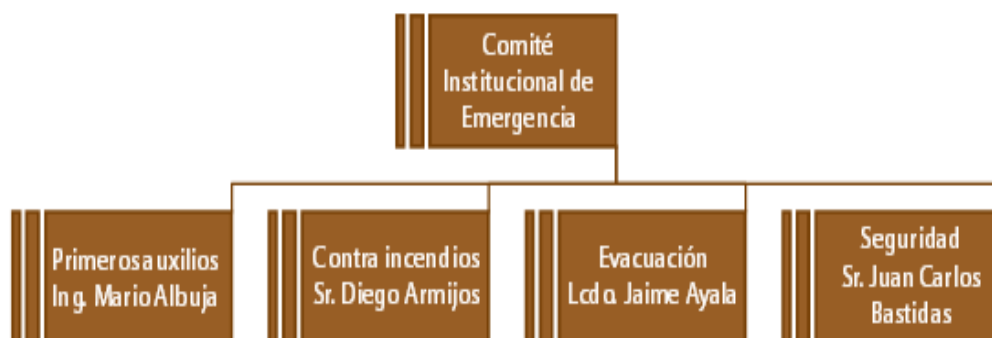 Comité
Institucional de
Emergencia
Primeros auxilios
Ing. Mario Albuja
Contra incendios
Sr. Diego Armijos
Evacuación
Lcdo. Jaime Ayala
Seguridad
Sr. Juan Carlos
Bastidas